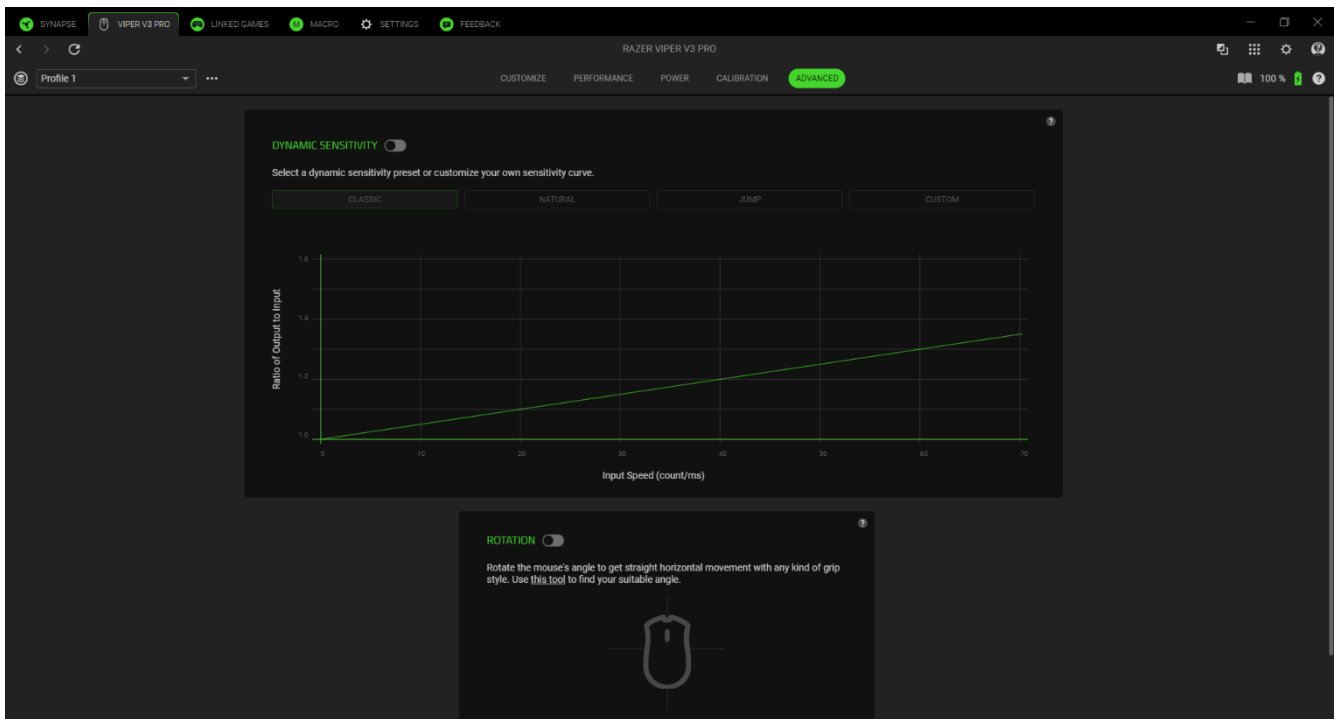 SYNAPSE VIPER V3 PRO LINKED GAMES M MACRO SETTINGS FEEDBACK
RAZER VIPER V3 PRO
Profile 1 CUSTOMIZE PERFORMANCE POWER CALIBRATION ADVANCED 100 %
DYNAMIC SENSITIVITY
Select a dynamic sensitivity preset or customize your own sensitivity curve.
CLASSIC NATURAL JUMP CUSTOM
Ratio of Output to Input
1.6
1.4
1.2
1.0
0 10 20 30 40 50 60 70
Input Speed (count/ms)
ROTATION
Rotate the mouse's angle to get straight horizontal movement with any kind of grip
style. Use this tool to find your suitable angle.